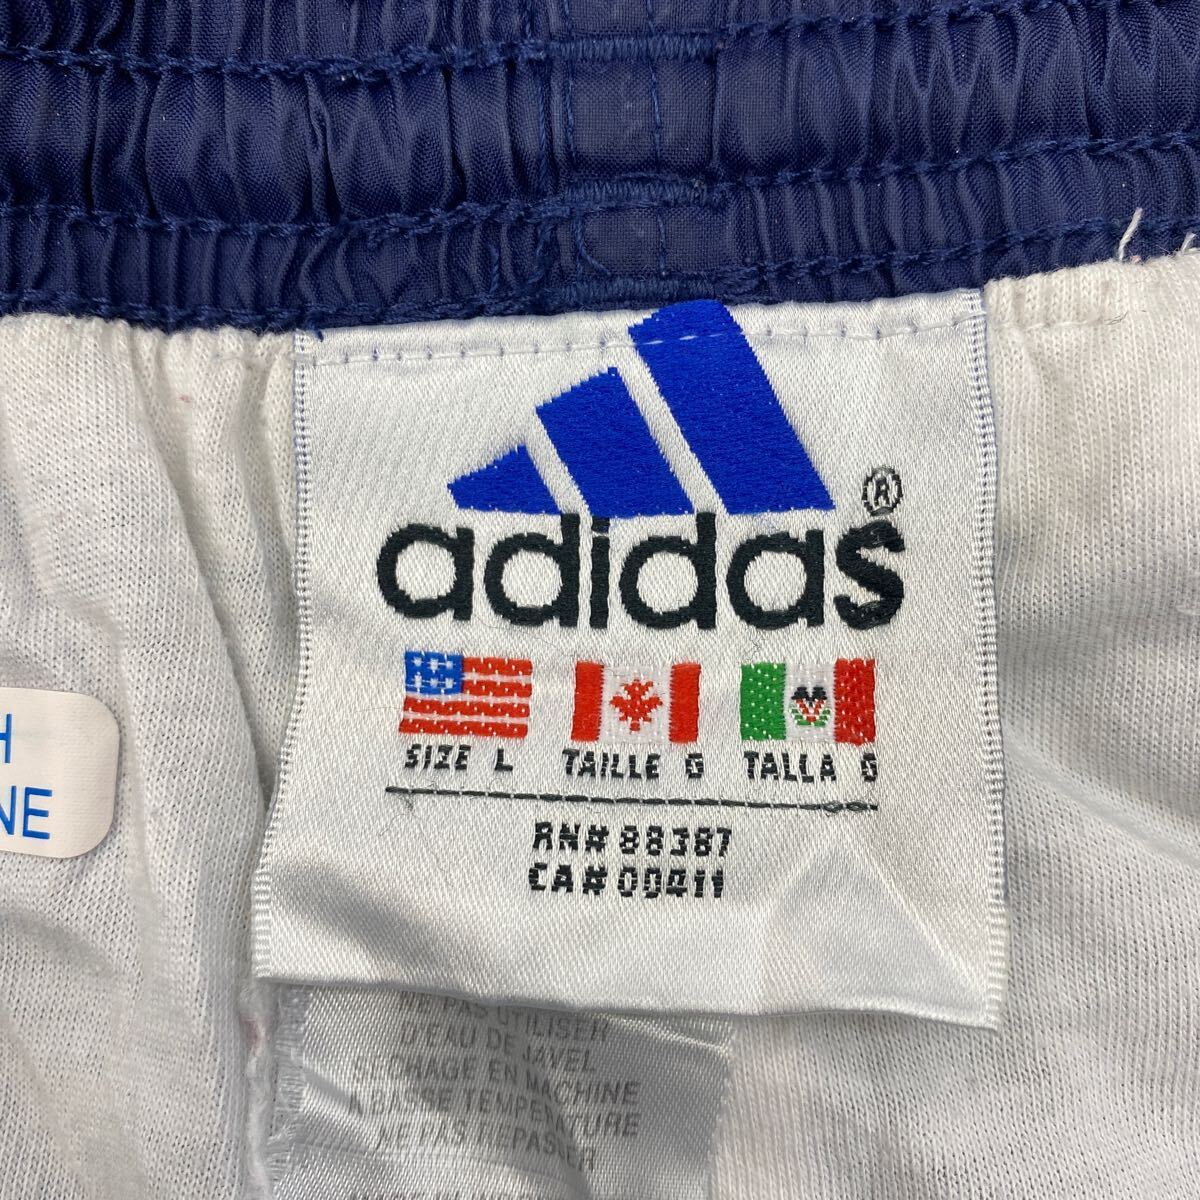 adidas®
SIZE L TAILLE G TALLA G
RN# 88387
CA# 00411
H
NE
PAS UTILISER
D'EAU DE JAVEL
SECHAGE EN MACHINE
A BASSE TEMPERATURE
NE PAS REPASSER